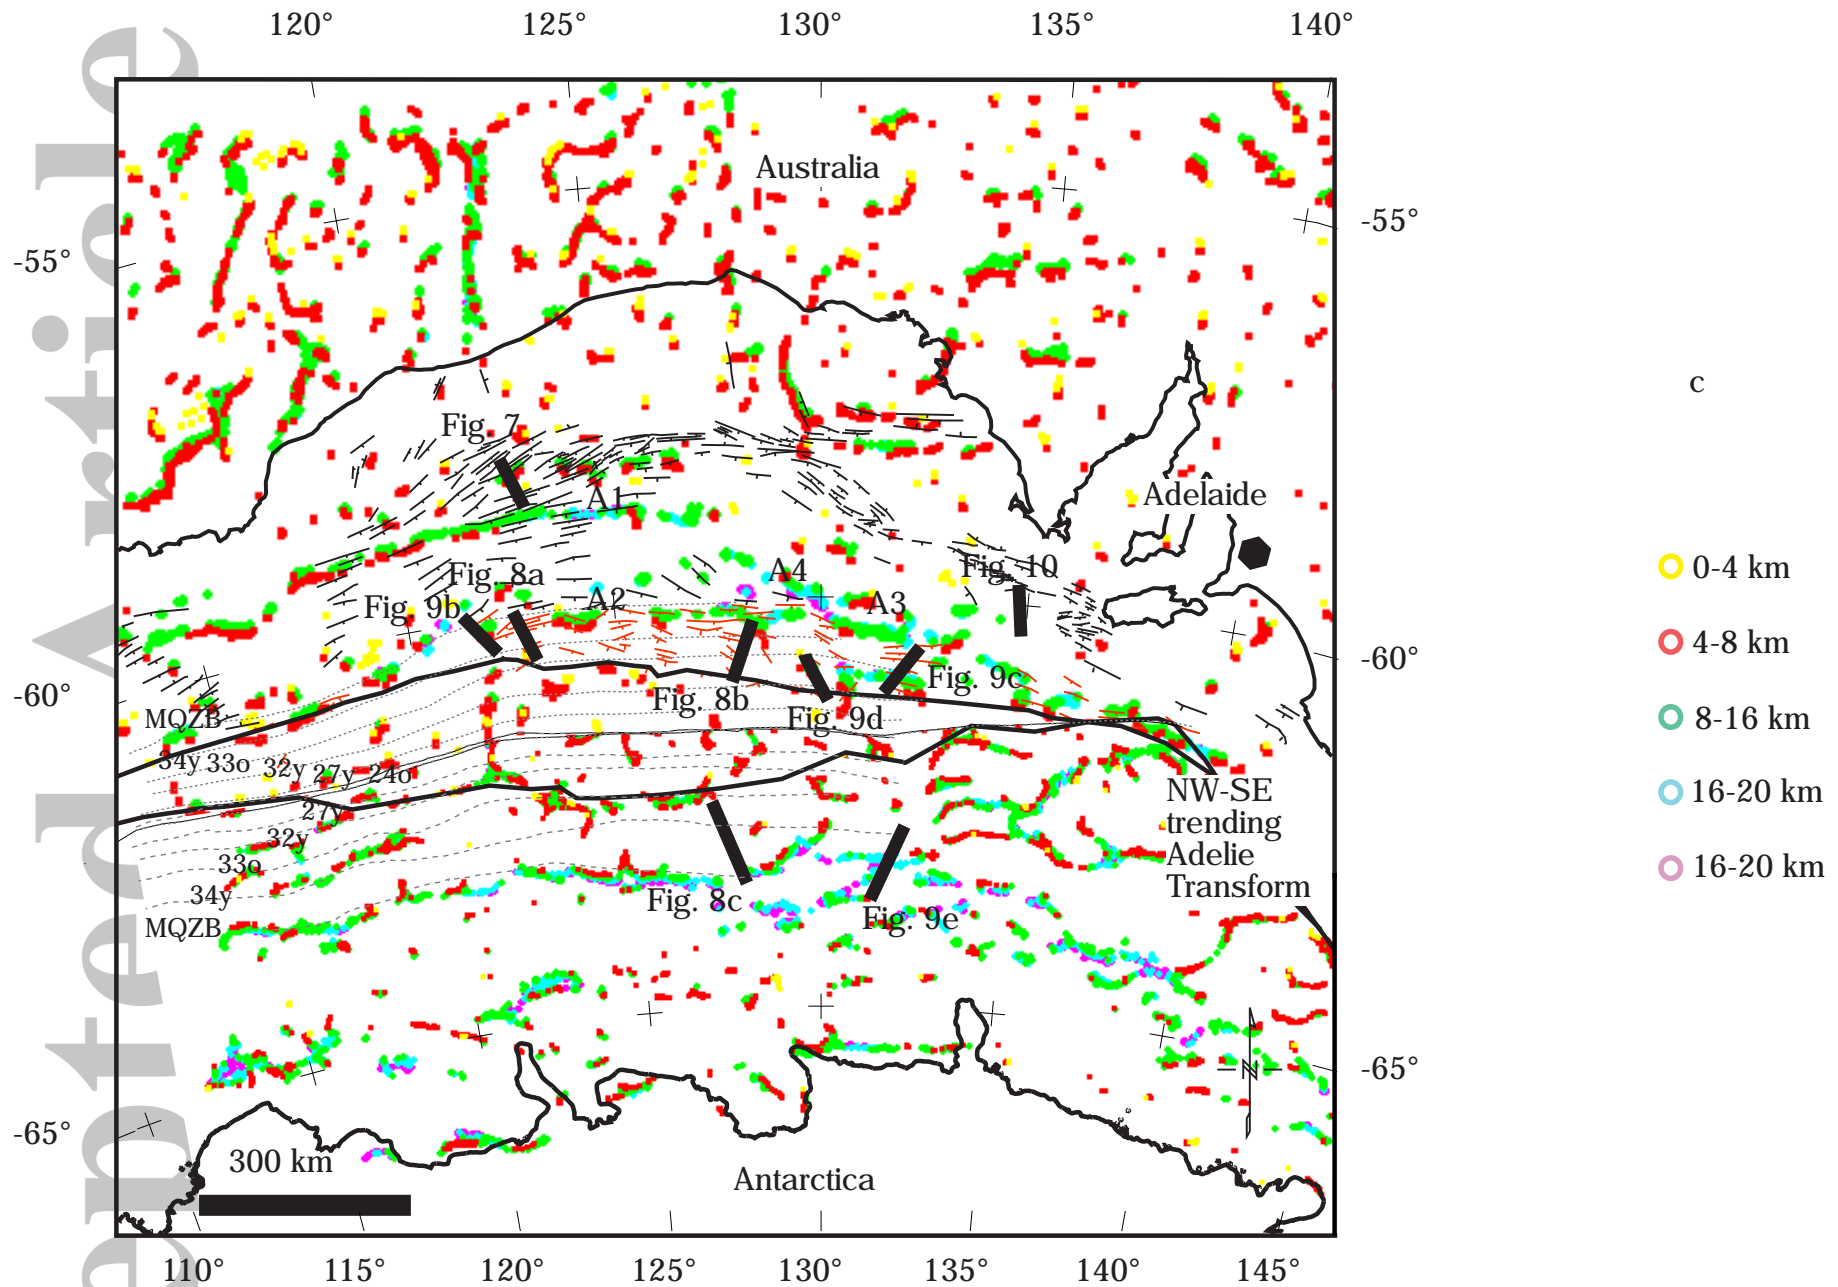 120° 125° 130° 135° 140°
Australia
-55° -55°
c
Fig. 7
A1
Adelaide
Fig. 8a A4 Fig. 10
0-4 km
Fig. 9b A2 A3
4-8 km
-60° -60°
Fig. 8b Fig. 9c
MQZB
Fig. 9d
8-16 km
34y 33o 32y 27y 24o
27y
32y
33o
34y
MQZB
NW-SE
trending
Adelie
Transform
16-20 km
16-20 km
Fig. 8c Fig. 9e
-65° -65°
N
300 km
Antarctica
110° 115° 120° 125° 130° 135° 140° 145°
Accepted Article